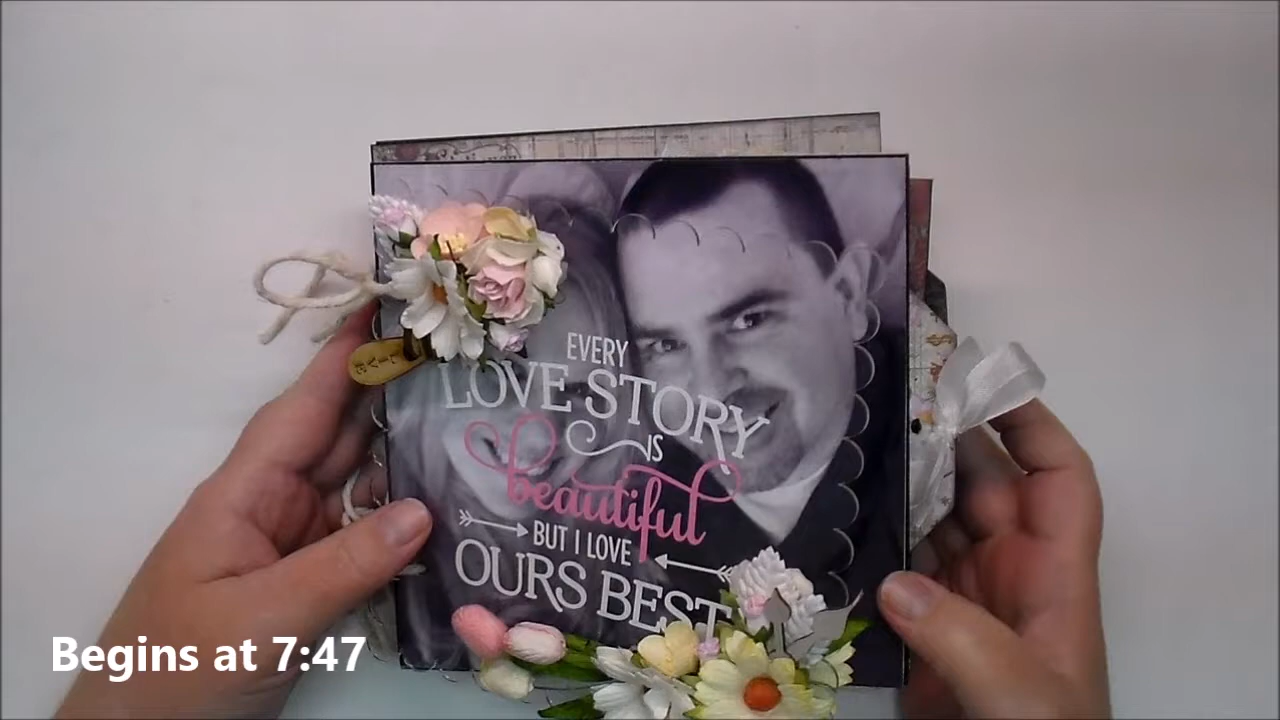 EVERY
LOVE STORY
IS
beautiful
BUT I LOVE
OURS BEST
Begins at 7:47